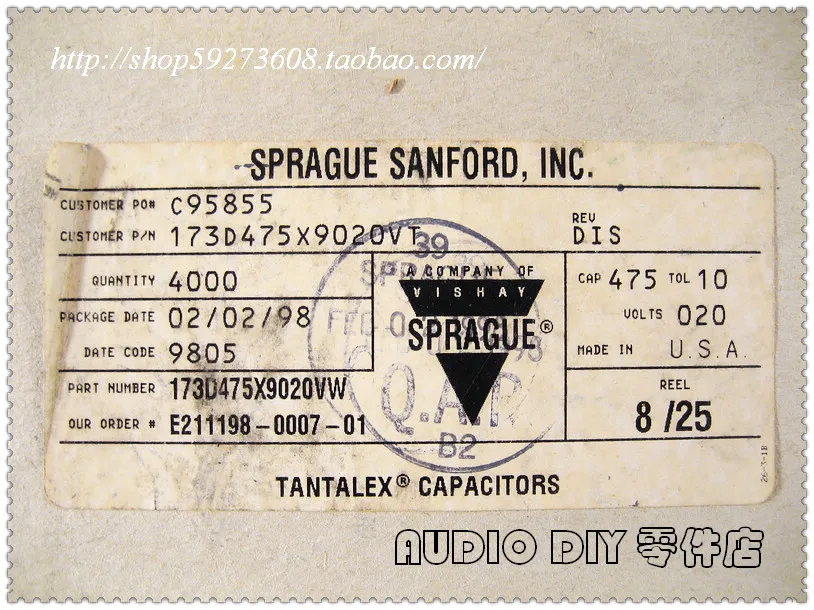 http://shop59273608.taobao.com/
SPRAGUE SANFORD, INC.
CUSTOMER PO# C95855
CUSTOMER P/N 173D475X9020VT
REV
DIS
QUANTITY 4000
PACKAGE DATE 02/02/98
DATE CODE 9805
PART NUMBER 173D475X9020VW
OUR ORDER # E211198-0007-01
39
A COMPANY OF
VISHAY
SPRAGUE®
Q.A.
B2
CAP 475 TOL 10
VOLTS 020
MADE IN U.S.A.
REEL
8 /25
TANTALEX® CAPACITORS
AUDIO DIY 零件店